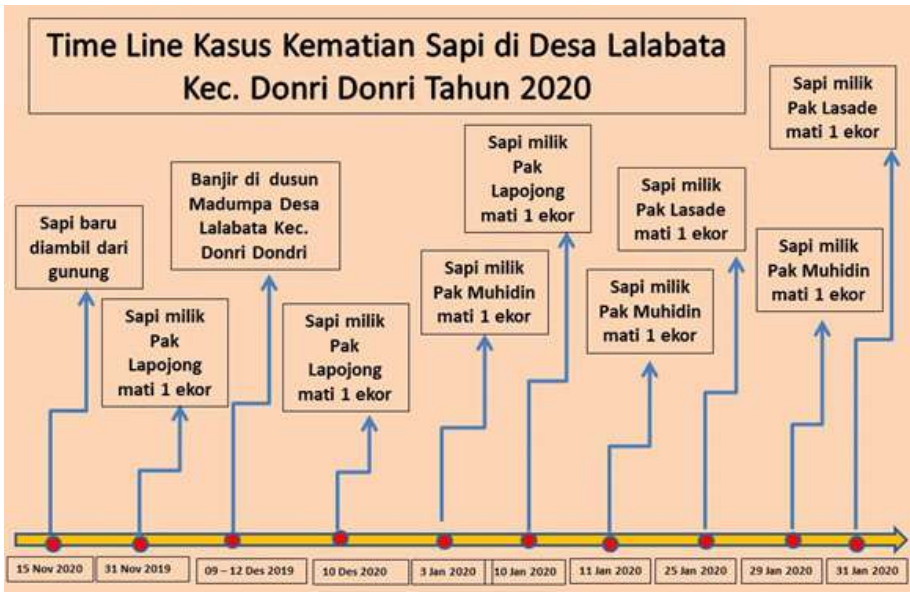 Time Line Kasus Kematian Sapi di Desa Lalabata
Kec. Donri Donri Tahun 2020
Sapi baru
diambil dari
gunung
Sapi milik
Pak
Lapojong
mati 1 ekor
Banjir di dusun
Madumpa Desa
Lalabata Kec.
Donri Dondri
Sapi milik
Pak
Lapojong
mati 1 ekor
Sapi milik
Pak Muhidin
mati 1 ekor
Sapi milik
Pak
Lapojong
mati 1 ekor
Sapi milik
Pak Muhidin
mati 1 ekor
Sapi milik
Pak Lasade
mati 1 ekor
Sapi milik
Pak Muhidin
mati 1 ekor
Sapi milik
Pak Lasade
mati 1 ekor
15 Nov 2020
31 Nov 2019
09 – 12 Des 2019
10 Des 2020
3 Jan 2020
10 Jan 2020
11 Jan 2020
25 Jan 2020
29 Jan 2020
31 Jan 2020